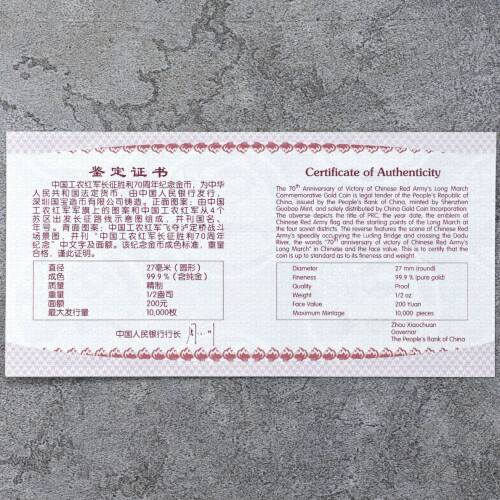 鉴定证书
中国工农红军长征胜利70周年纪念金币，为中华
人民共和国法定货币，由中国人民银行发行，
深圳国宝造币有限公司铸造。正面图案：由中国
工农红军军旗上的图案和中国工农红军从4个
苏区出发长征路线示意图组成，并刊国名、
年号。背面图案：中国工农红军飞夺泸定桥战斗
场景图，并刊“中国工农红军长征胜利70周年
纪念”中文字及面额。该纪念金币成色标准，重量
合格，谨此证明。
直径 27毫米（圆形）
成色 99.9％（含纯金）
质量 精制
重量 1/2盎司
面额 200元
最大发行量 10,000枚
中国人民银行行长
Certificate of Authenticity
The 70th Anniversary of Victory of Chinese Red Army's Long March
Commemorative Gold Coin is legal tender of the People's Republic of
China, issued by the People's Bank of China, minted by Shenzhen
Guobao Mint, and solely distributed by China Gold Coin Incorporation.
The obverse depicts the title of PRC, the year date, the emblem of
Chinese Red Army flag and the starting points of the Long March at
the four soviet districts. The reverse features the scene of Chinese Red
Army's speedily occupying the Luding Bridge and crossing the Dadu
River, the words "70th anniversary of victory of Chinese Red Army's
Long March" in Chinese and the face value. This is to certify that the
coin is up to standard as to its fineness and weight.
Diameter 27 mm (round)
Fineness 99.9% (pure gold)
Quality Proof
Weight 1/2 oz
Face Value 200 Yuan
Maximum Mintage 10,000 pieces
Zhou Xiaochuan
Governor
The People's Bank of China